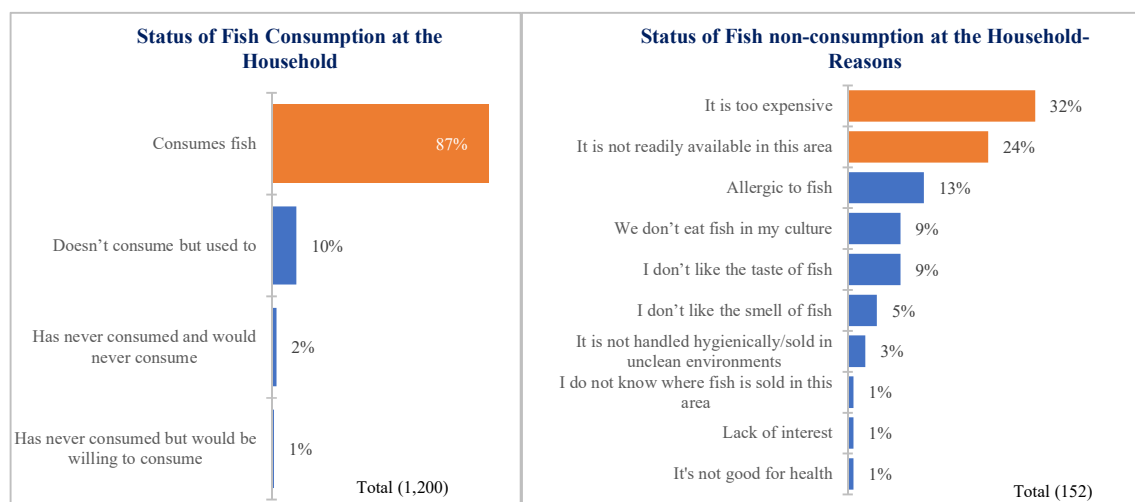 Status of Fish Consumption at the
Household
Consumes fish
87%
Doesn’t consume but used to
10%
Has never consumed and would
never consume
2%
Has never consumed but would be
willing to consume
1%
Total (1,200)
Status of Fish non-consumption at the Household-
Reasons
It is too expensive
32%
It is not readily available in this area
24%
Allergic to fish
13%
We don’t eat fish in my culture
9%
I don’t like the taste of fish
9%
I don’t like the smell of fish
5%
It is not handled hygienically/sold in
unclean environments
3%
I do not know where fish is sold in this
area
1%
Lack of interest
1%
It's not good for health
1%
Total (152)